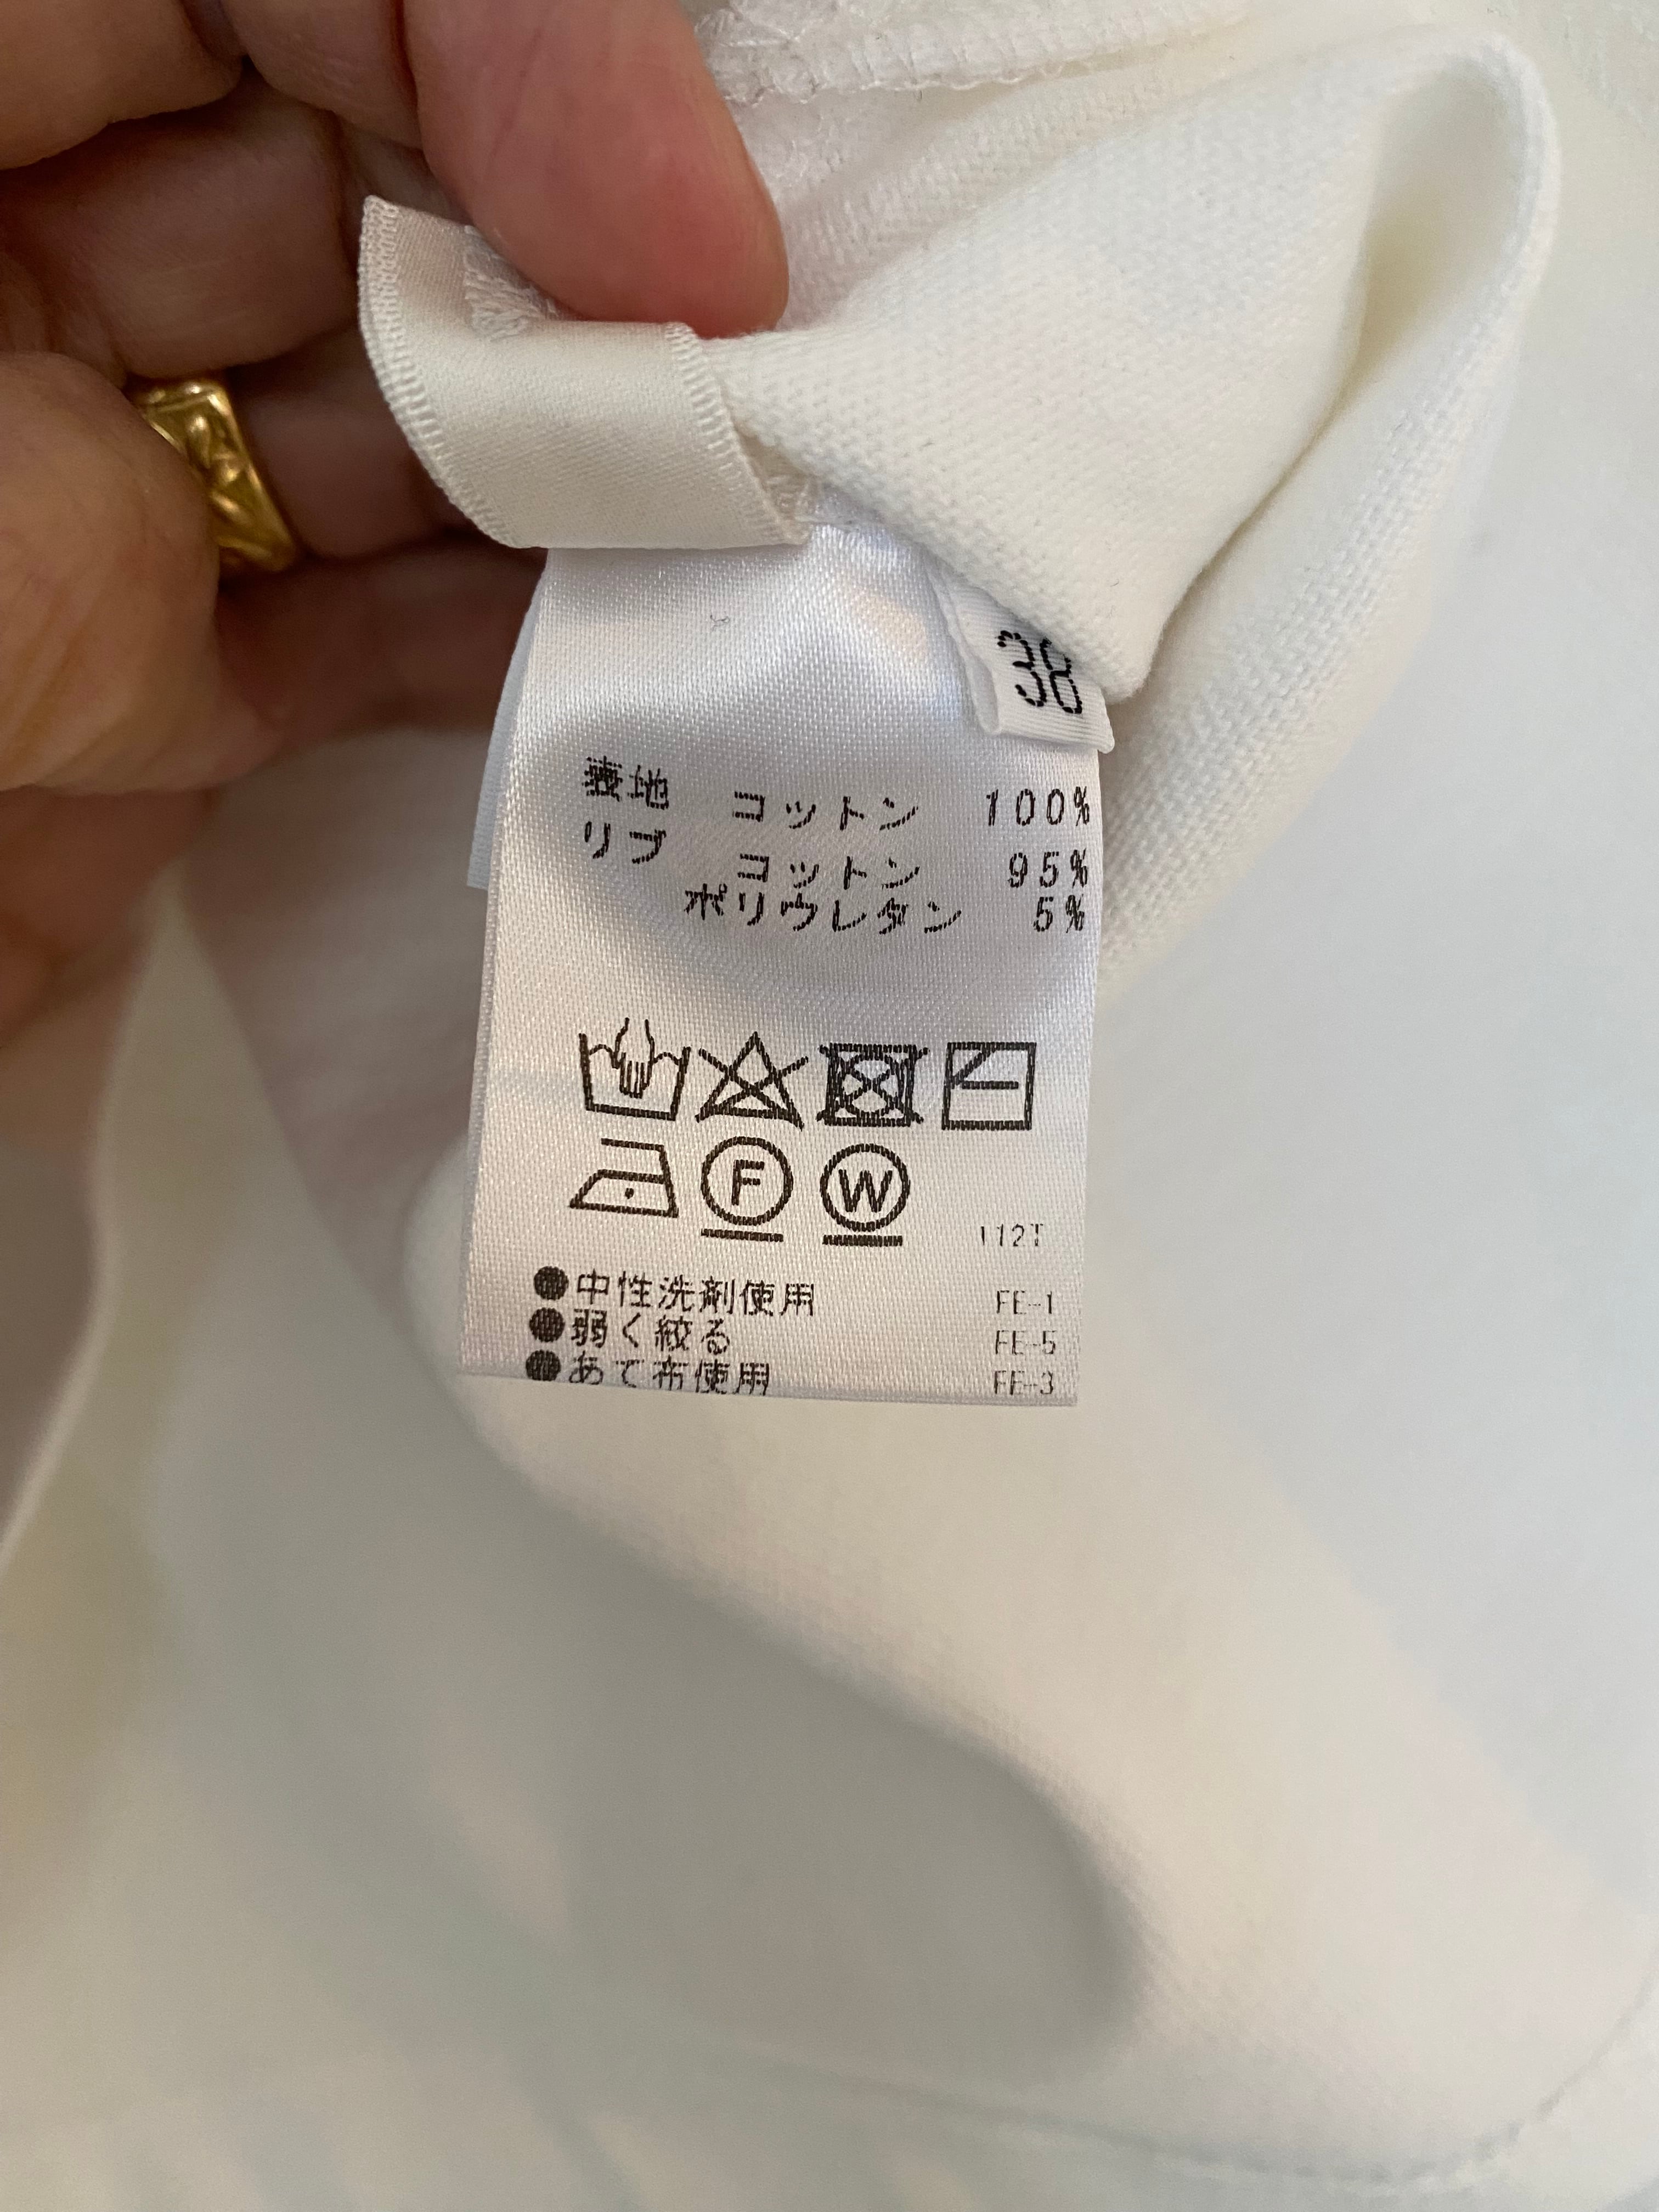 38
表地 コットン 100%
リブ コットン 95%
ポリウレタン 5%
F W
112T
●中性洗剤使用 FE-1
●弱く絞る FE-5
●あて布使用 FE-3